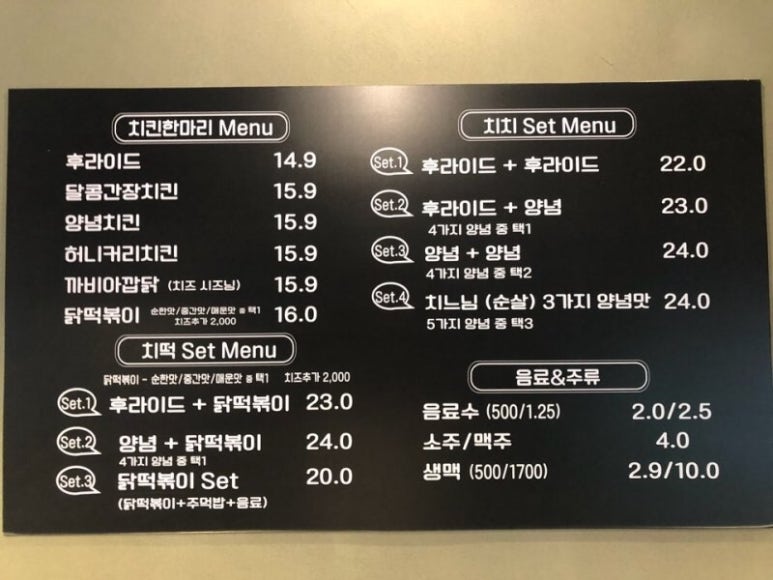 치킨한마리 Menu
후라이드 14.9
달콤간장치킨 15.9
양념치킨 15.9
허니커리치킨 15.9
까비아깝닭 (치즈 시즈닝) 15.9
닭떡볶이 순한맛/중간맛/매운맛 중 택1 16.0
치즈추가 2,000
치떡 Set Menu
닭떡볶이 - 순한맛/중간맛/매운맛 중 택1 치즈추가 2,000
Set.1 후라이드 + 닭떡볶이 23.0
Set.2 양념 + 닭떡볶이 24.0
4가지 양념 중 택1
Set.3 닭떡볶이 Set 20.0
(닭떡볶이+주먹밥+음료)
치치 Set Menu
Set.1 후라이드 + 후라이드 22.0
Set.2 후라이드 + 양념 23.0
4가지 양념 중 택1
Set.3 양념 + 양념 24.0
4가지 양념 중 택2
Set.4 치느님 (순살) 3가지 양념맛 24.0
5가지 양념 중 택3
음료&주류
음료수 (500/1.25) 2.0/2.5
소주/맥주 4.0
생맥 (500/1700) 2.9/10.0